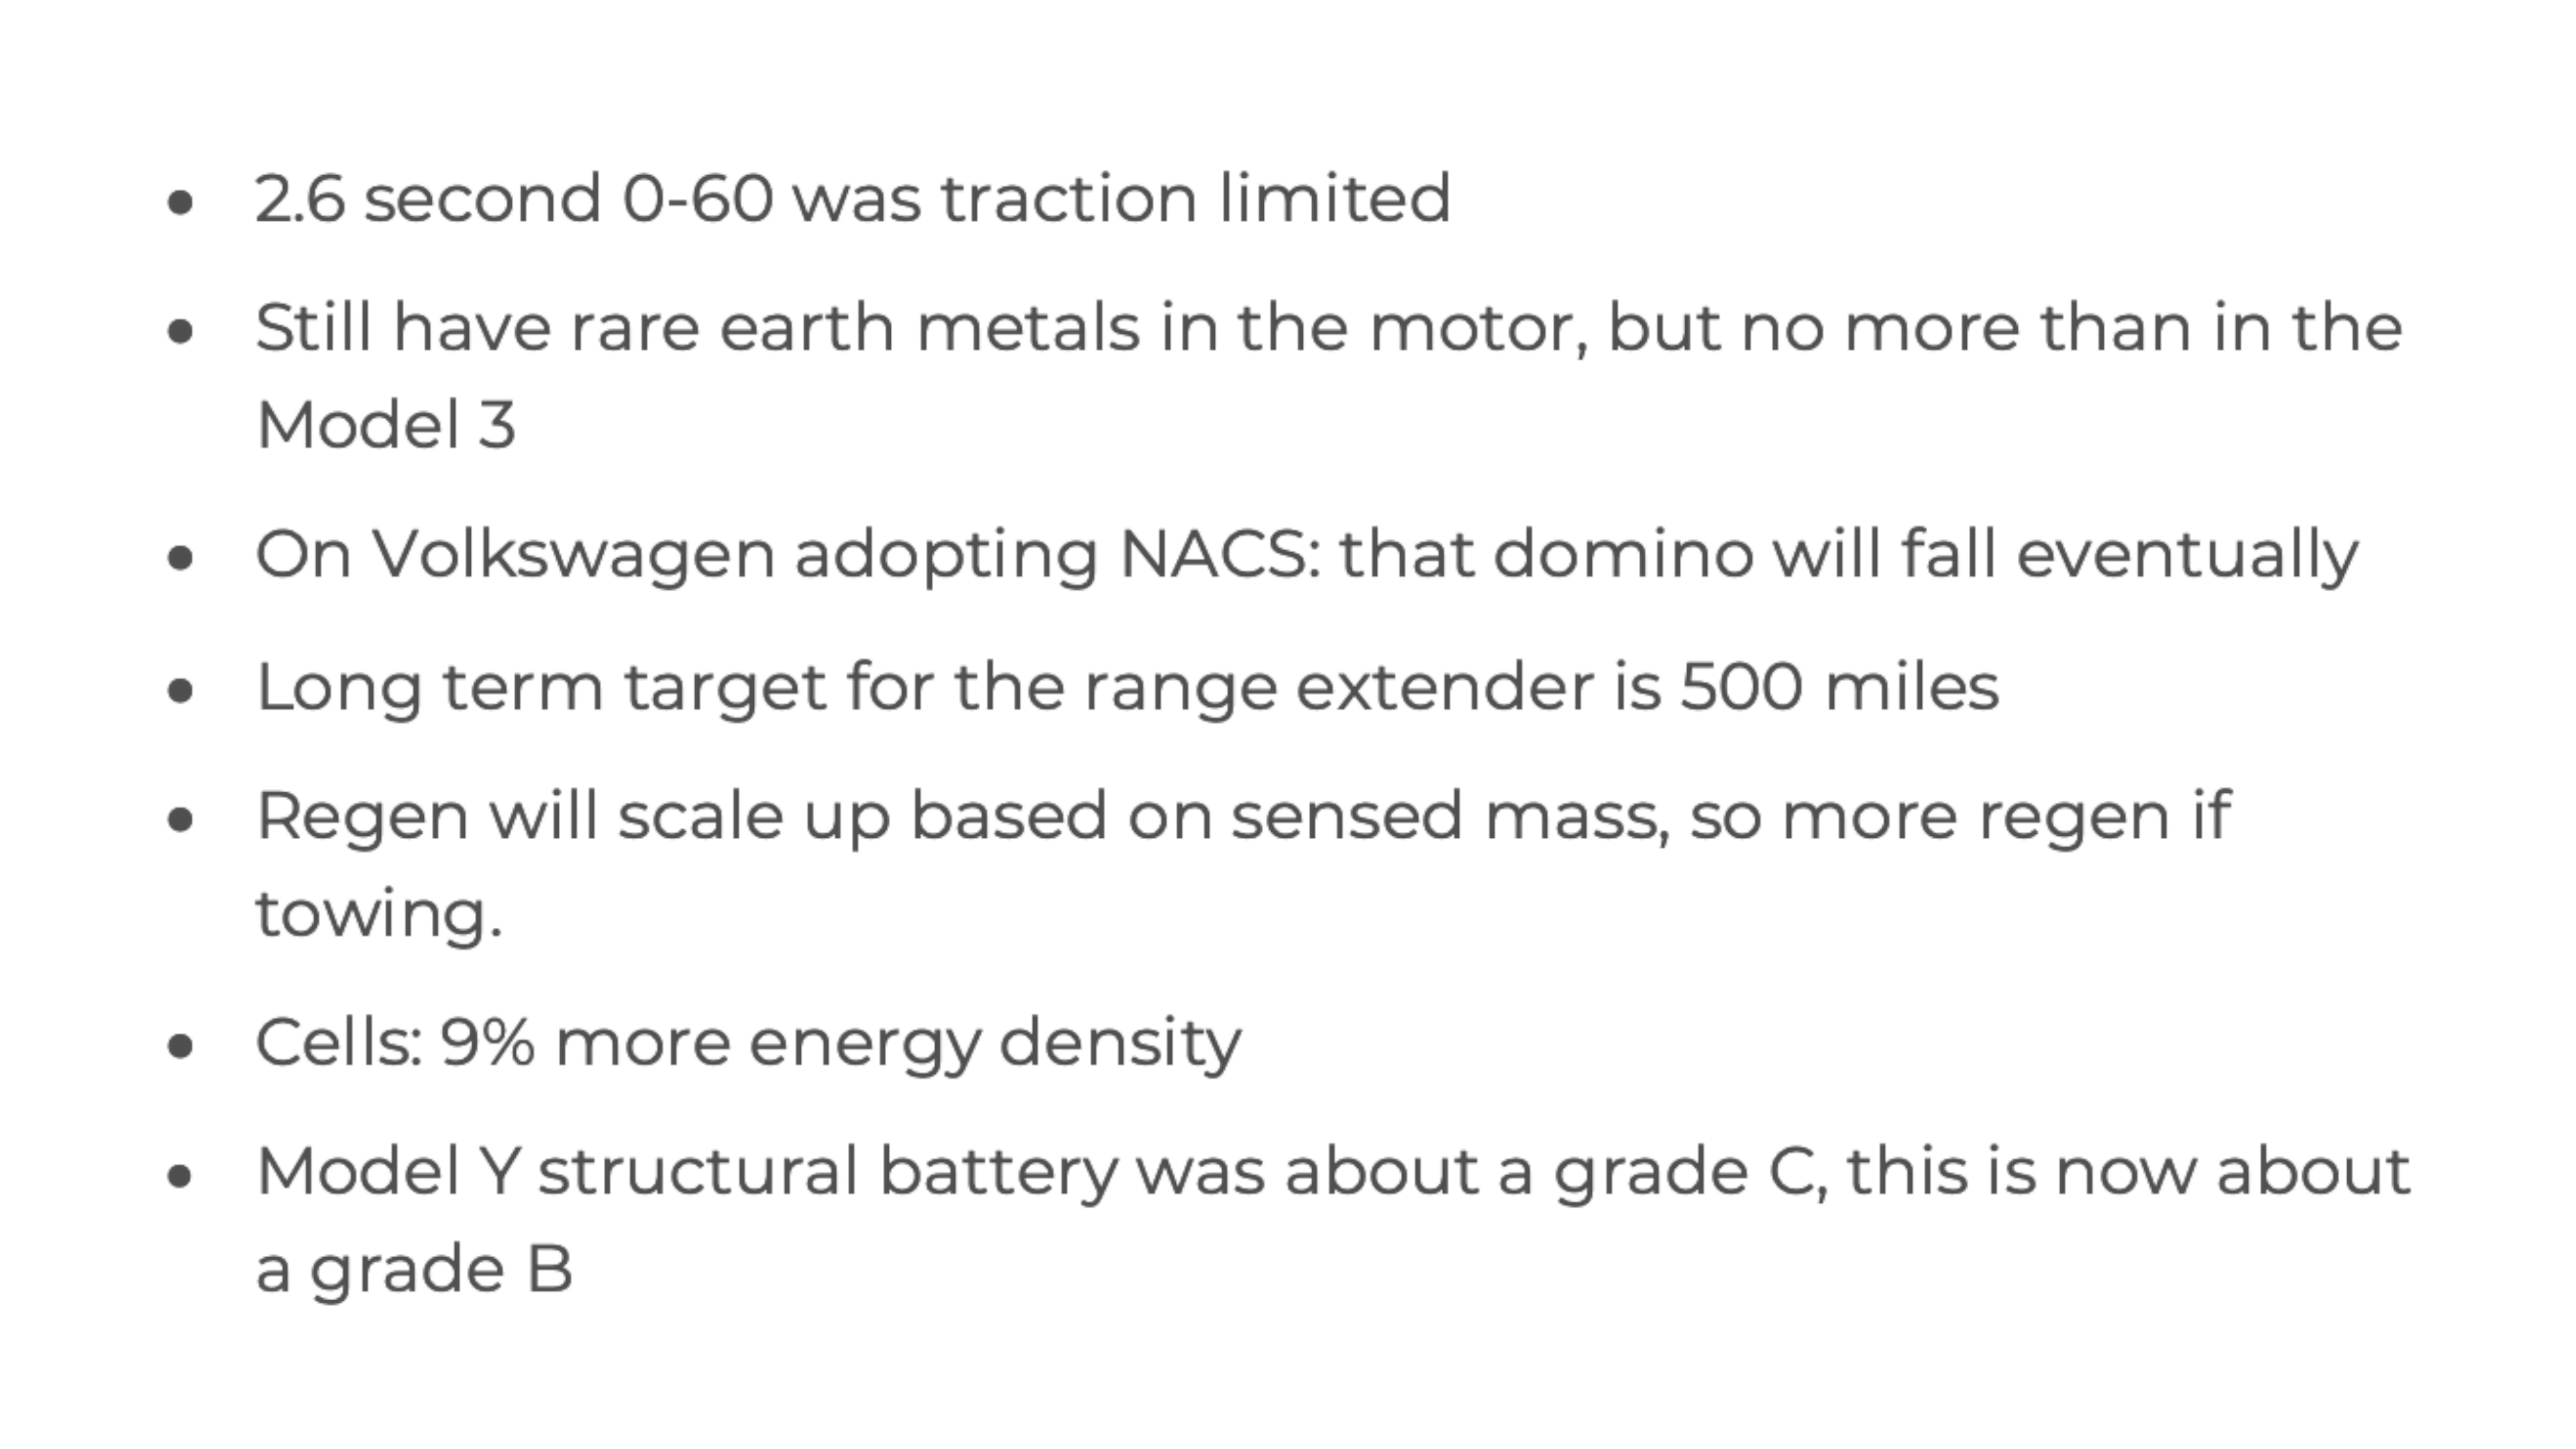 • 2.6 second 0-60 was traction limited
• Still have rare earth metals in the motor, but no more than in the
Model 3
• On Volkswagen adopting NACS: that domino will fall eventually
• Long term target for the range extender is 500 miles
• Regen will scale up based on sensed mass, so more regen if
towing.
• Cells: 9% more energy density
• Model Y structural battery was about a grade C, this is now about
a grade B